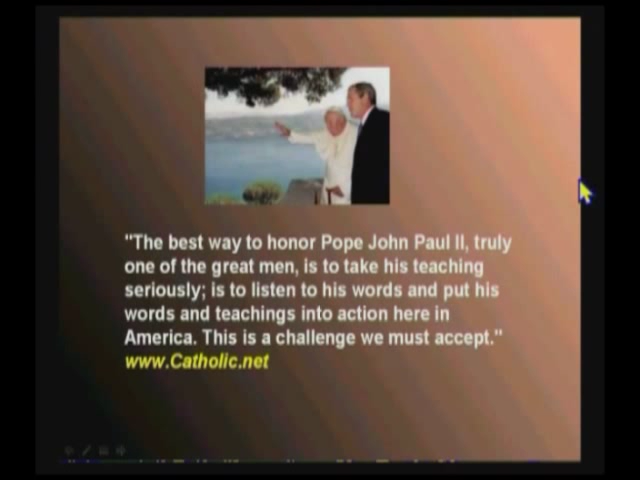 "The best way to honor Pope John Paul II, truly
one of the great men, is to take his teaching
seriously; is to listen to his words and put his
words and teachings into action here in
America. This is a challenge we must accept."
www.Catholic.net